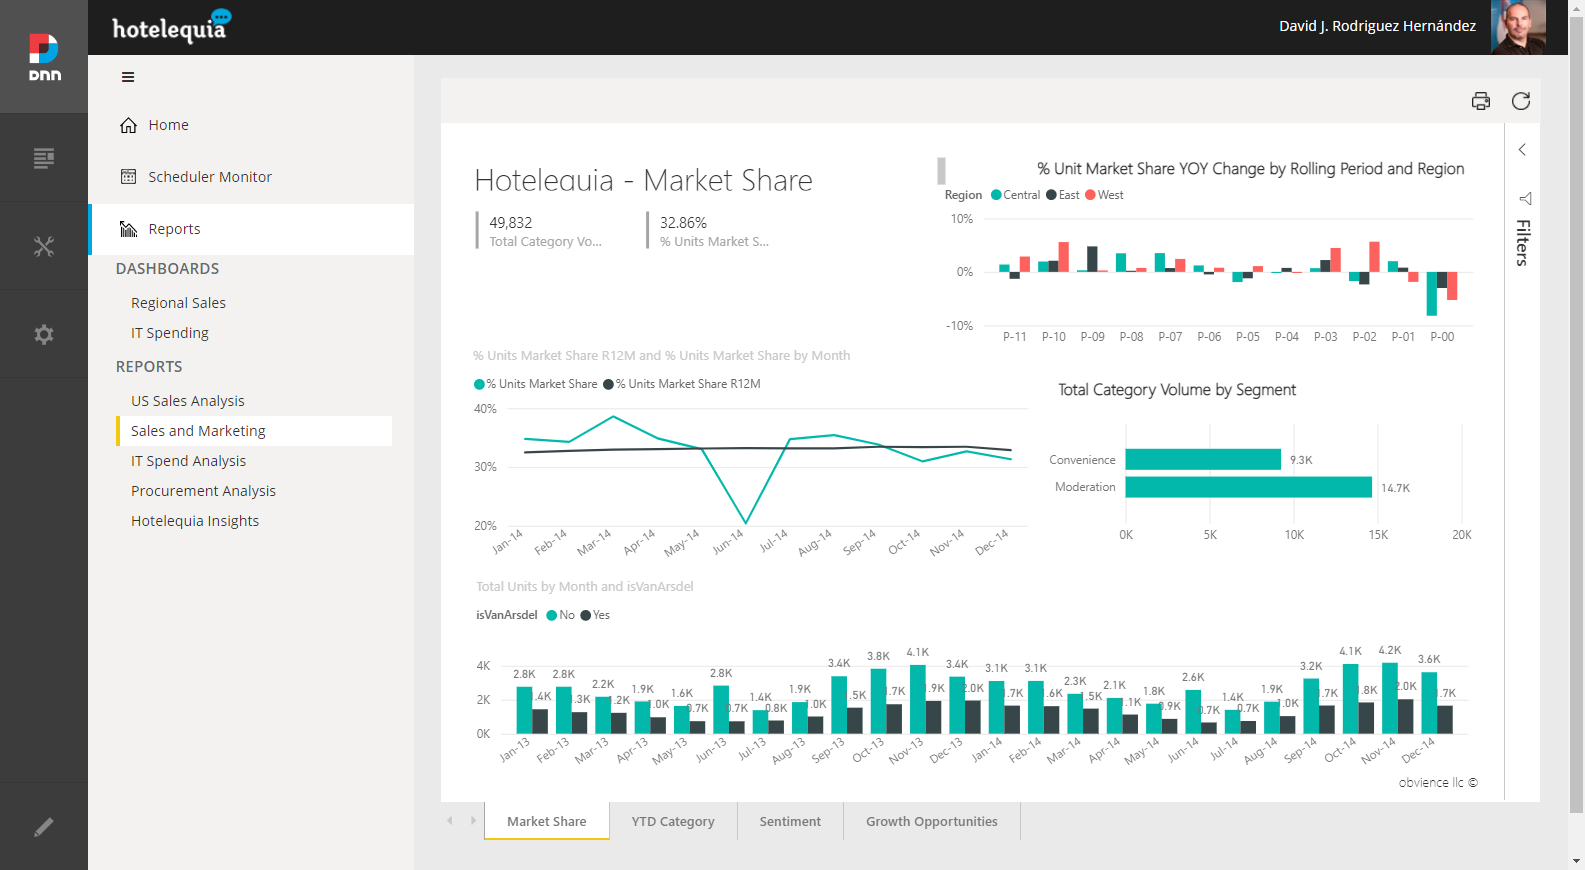 hotelequia
David J. Rodriguez Hernández
DNN
Home
Scheduler Monitor
Reports
DASHBOARDS
Regional Sales
IT Spending
REPORTS
US Sales Analysis
Sales and Marketing
IT Spend Analysis
Procurement Analysis
Hotelequia Insights
Hotelequia - Market Share
49,832
Total Category Vo...
32.86%
% Units Market S...
% Unit Market Share YOY Change by Rolling Period and Region
Region Central East West
10%
0%
-10%
P-11 P-10 P-09 P-08 P-07 P-06 P-05 P-04 P-03 P-02 P-01 P-00
Filters
% Units Market Share R12M and % Units Market Share by Month
% Units Market Share % Units Market Share R12M
40%
30%
20%
Jan-14 Feb-14 Mar-14 Apr-14 May-14 Jun-14 Jul-14 Aug-14 Sep-14 Oct-14 Nov-14 Dec-14
Total Category Volume by Segment
Convenience 9.3K
Moderation 14.7K
0K 5K 10K 15K 20K
Total Units by Month and isVanArsdel
isVanArsdel No Yes
4K
2K
0K
2.8K 2.8K 2.2K 1.9K 1.6K 2.8K 1.4K 1.9K 3.4K 3.8K 4.1K 3.4K 3.1K 3.1K 2.3K 2.1K 1.8K 2.6K 1.4K 1.9K 3.2K 4.1K 4.2K 3.6K
1.4K 1.3K 1.2K 1.0K 0.7K 0.7K 0.8K 1.0K 1.5K 1.7K 1.9K 2.0K 1.7K 1.6K 1.5K 1.1K 0.9K 0.7K 0.7K 1.0K 1.7K 1.8K 2.0K 1.7K
Jan-13 Feb-13 Mar-13 Apr-13 May-13 Jun-13 Jul-13 Aug-13 Sep-13 Oct-13 Nov-13 Dec-13 Jan-14 Feb-14 Mar-14 Apr-14 May-14 Jun-14 Jul-14 Aug-14 Sep-14 Oct-14 Nov-14 Dec-14
obvience llc ©
Market Share YTD Category Sentiment Growth Opportunities